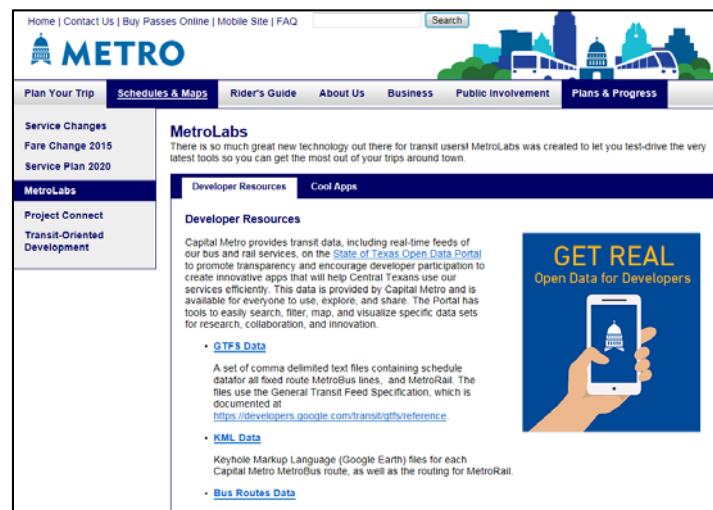 Home | Contact Us | Buy Passes Online | Mobile Site | FAQ
Search
METRO
Plan Your Trip
Schedules & Maps
Rider's Guide
About Us
Business
Public Involvement
Plans & Progress
Service Changes
Fare Change 2015
Service Plan 2020
MetroLabs
Project Connect
Transit-Oriented
Development
MetroLabs
There is so much great new technology out there for transit users! MetroLabs was created to let you test-drive the very
latest tools so you can get the most out of your trips around town.
Developer Resources
Cool Apps
Developer Resources
Capital Metro provides transit data, including real-time feeds of
our bus and rail services, on the State of Texas Open Data Portal
to promote transparency and encourage developer participation to
create innovative apps that will help Central Texans use our
services efficiently. This data is provided by Capital Metro and is
available for everyone to use, explore, and share. The Portal has
tools to easily search, filter, map, and visualize specific data sets
for research, collaboration, and innovation.
• GTFS Data
A set of comma delimited text files containing schedule
datafor all fixed route MetroBus lines, and MetroRail. The
files use the General Transit Feed Specification, which is
documented at
https://developers.google.com/transit/gtfs/reference.
• KML Data
Keyhole Markup Language (Google Earth) files for each
Capital Metro MetroBus route, as well as the routing for MetroRail.
• Bus Routes Data
GET REAL
Open Data for Developers